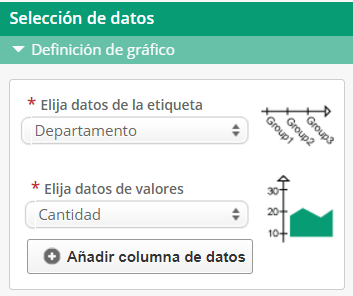 Selección de datos
Definición de gráfico
* Elija datos de la etiqueta
Departamento
Group1
Group2
Group3
* Elija datos de valores
Cantidad
30
20
10
Añadir columna de datos